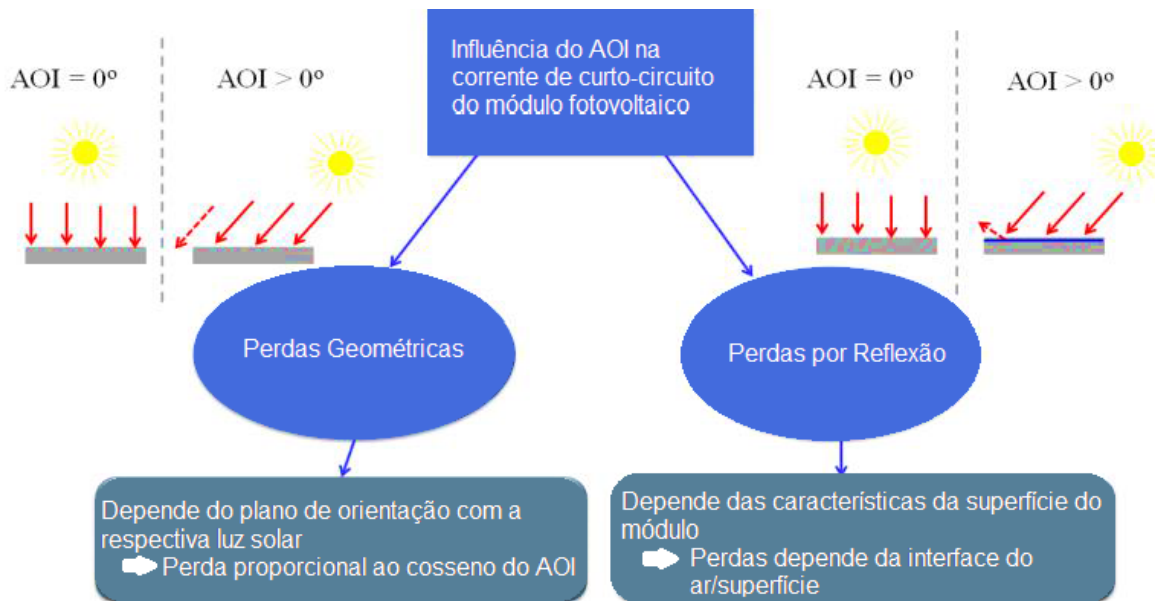 Influência do AOI na
corrente de curto-circuito
do módulo fotovoltaico
AOI = 0º
AOI > 0º
AOI = 0º
AOI > 0º
Perdas Geométricas
Perdas por Reflexão
Depende do plano de orientação com a
respectiva luz solar
Perda proporcional ao cosseno do AOI
Depende das características da superfície do
módulo
Perdas depende da interface do
ar/superfície